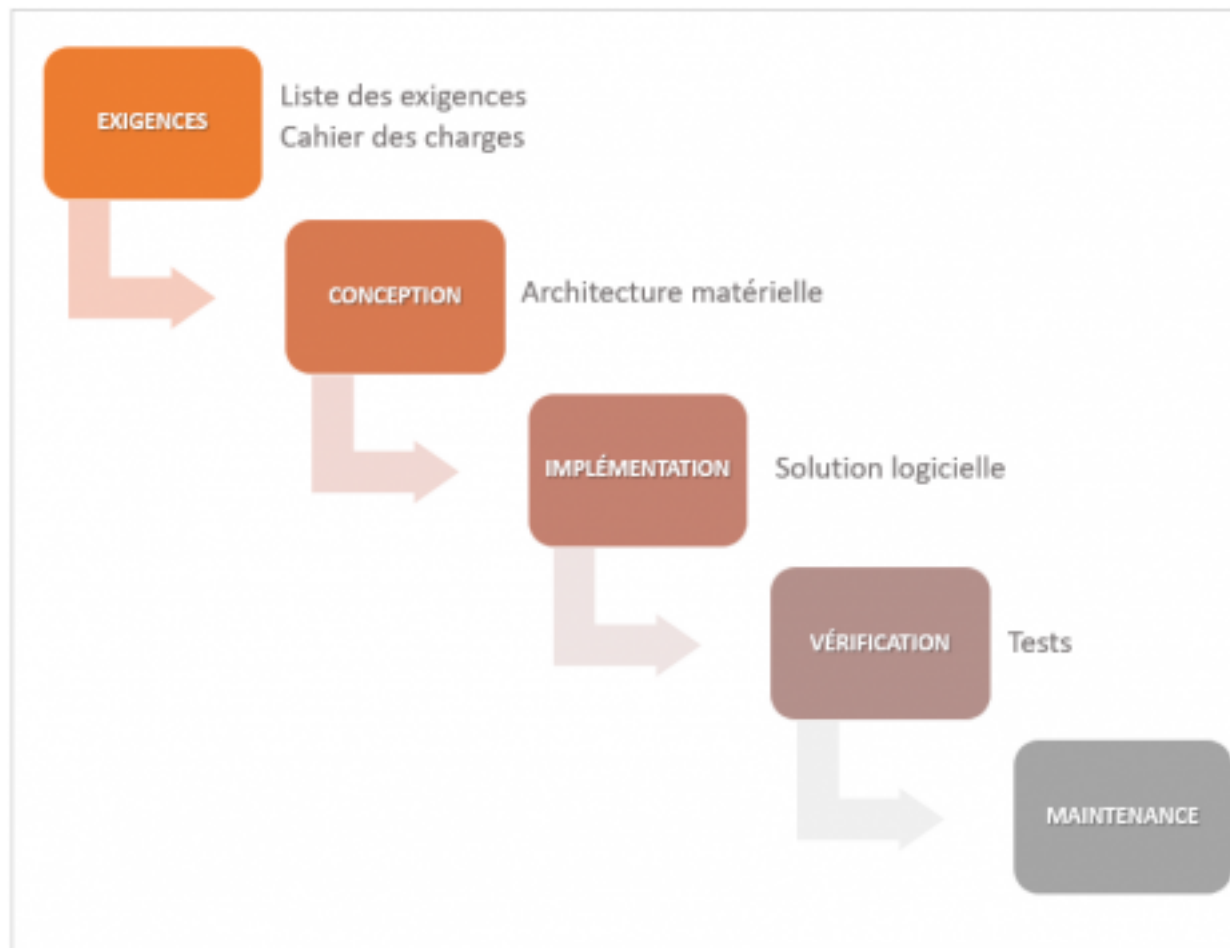 EXIGENCES
Liste des exigences
Cahier des charges
CONCEPTION
Architecture matérielle
IMPLÉMENTATION
Solution logicielle
VÉRIFICATION
Tests
MAINTENANCE